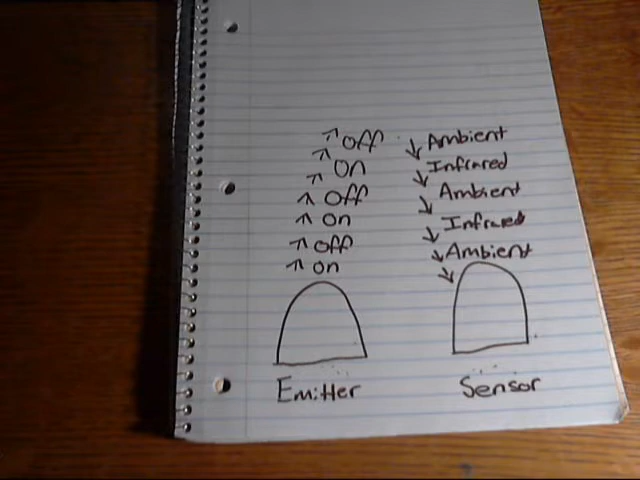 Off
On
Off
On
Off
On
Emitter
Ambient
Infrared
Ambient
Infrared
Ambient
Sensor